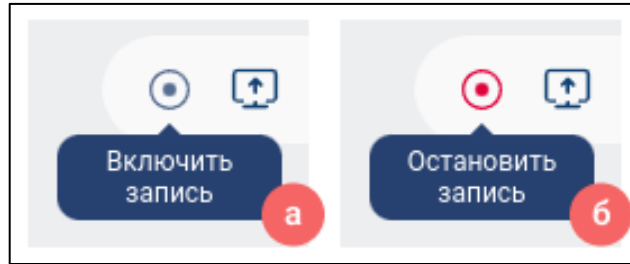 Включить
запись
а
Остановить
запись
б